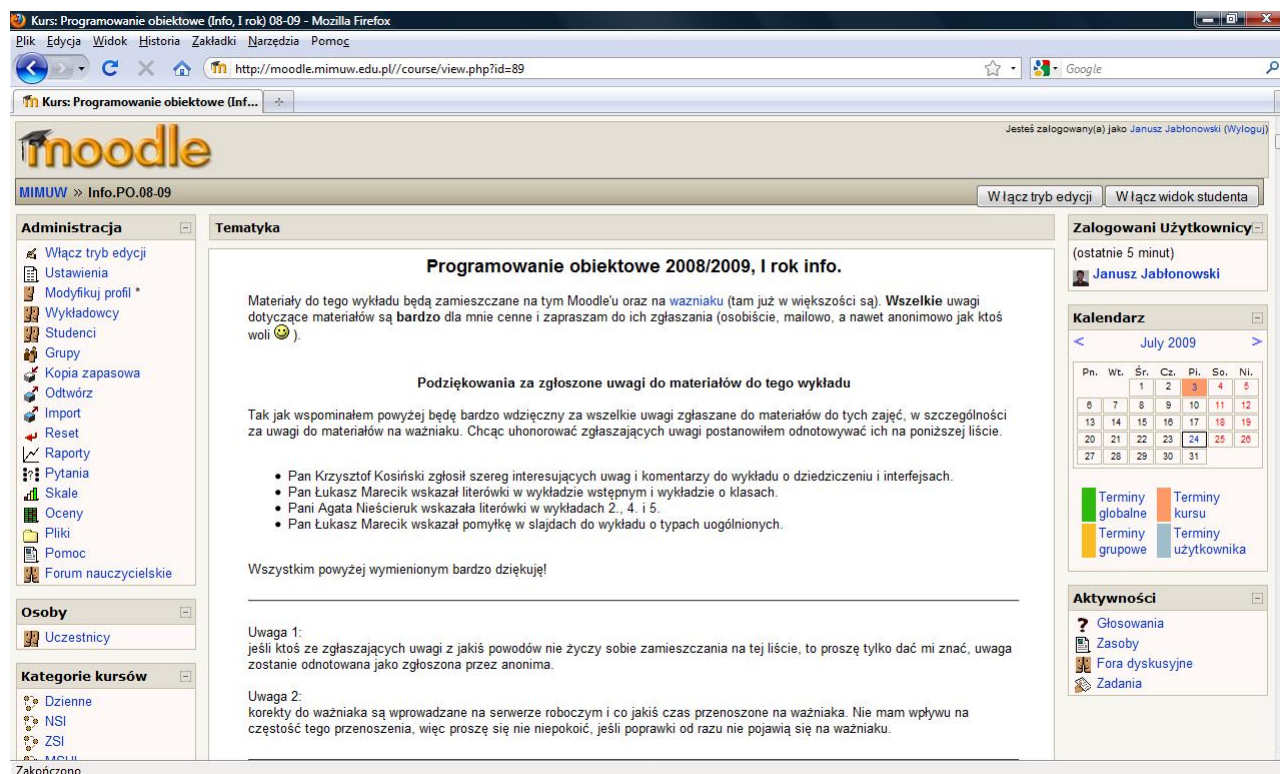 Kurs: Programowanie obiektowe (Info, I rok) 08-09 - Mozilla Firefox
Plik Edycja Widok Historia Zakładki Narzędzia Pomoc
http://moodle.mimuw.edu.pl//course/view.php?id=89
Google
Kurs: Programowanie obiektowe (Inf...
moodle
Jesteś zalogowany(a) jako Janusz Jabłonowski (Wyloguj)
MIMUW » Info.PO.08-09
Włącz tryb edycji
Włącz widok studenta
Administracja
Włącz tryb edycji
Ustawienia
Modyfikuj profil *
Wykładowcy
Studenci
Grupy
Kopia zapasowa
Odtwórz
Import
Reset
Raporty
Pytania
Skale
Oceny
Pliki
Pomoc
Forum nauczycielskie
Osoby
Uczestnicy
Kategorie kursów
Dzienne
NSI
ZSI
MSUI
Tematyka
Programowanie obiektowe 2008/2009, I rok info.
Materiały do tego wykładu będą zamieszczane na tym Moodle'u oraz na wazniaku (tam już w większości są). Wszelkie uwagi
dotyczące materiałów są bardzo dla mnie cenne i zapraszam do ich zgłaszania (osobiście, mailowo, a nawet anonimowo jak ktoś
woli ).
Podziękowania za zgłoszone uwagi do materiałów do tego wykładu
Tak jak wspominałem powyżej będę bardzo wdzięczny za wszelkie uwagi zgłaszane do materiałów do tych zajęć, w szczególności
za uwagi do materiałów na ważniaku. Chcąc uhonorować zgłaszających uwagi postanowiłem odnotowywać ich na poniższej liście.
• Pan Krzysztof Kosiński zgłosił szereg interesujących uwag i komentarzy do wykładu o dziedziczeniu i interfejsach.
• Pan Łukasz Marecik wskazał literówki w wykładzie wstępnym i wykładzie o klasach.
• Pani Agata Nieścieruk wskazała literówki w wykładach 2., 4. i 5.
• Pan Łukasz Marecik wskazał pomyłkę w slajdach do wykładu o typach uogólnionych.
Wszystkim powyżej wymienionym bardzo dziękuję!
Uwaga 1:
jeśli ktoś ze zgłaszających uwagi z jakiś powodów nie życzy sobie zamieszczania na tej liście, to proszę tylko dać mi znać, uwaga
zostanie odnotowana jako zgłoszona przez anonima.
Uwaga 2:
korekty do ważniaka są wprowadzane na serwerze roboczym i co jakiś czas przenoszone na ważniaka. Nie mam wpływu na
częstość tego przenoszenia, więc proszę się nie niepokoić, jeśli poprawki od razu nie pojawią się na ważniaku.
Zalogowani Użytkownicy
(ostatnie 5 minut)
Janusz Jabłonowski
Kalendarz
< July 2009 >
Pn. Wt. Śr. Cz. Pi. So. Ni.
1 2 3 4 5
6 7 8 9 10 11 12
13 14 15 16 17 18 19
20 21 22 23 24 25 26
27 28 29 30 31
Terminy globalne
Terminy kursu
Terminy grupowe
Terminy użytkownika
Aktywności
Głosowania
Zasoby
Fora dyskusyjne
Zadania
Zakończono